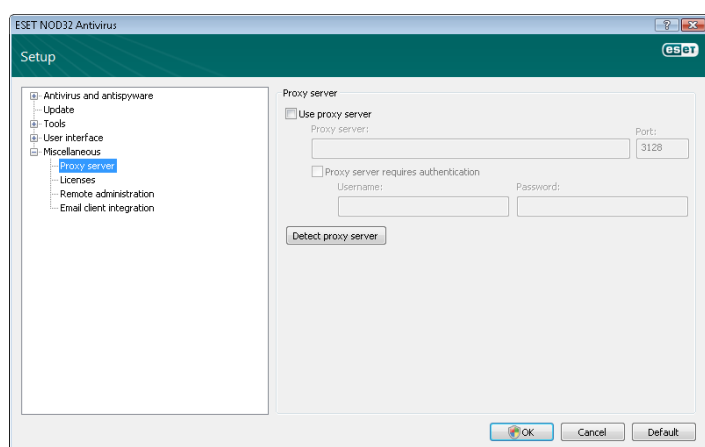 ESET NOD32 Antivirus
Setup
eset
Antivirus and antispyware
Update
Tools
User interface
Miscellaneous
Proxy server
Licenses
Remote administration
Email client integration
Proxy server
Use proxy server
Proxy server:
Port:
3128
Proxy server requires authentication
Username:
Password:
Detect proxy server
OK
Cancel
Default